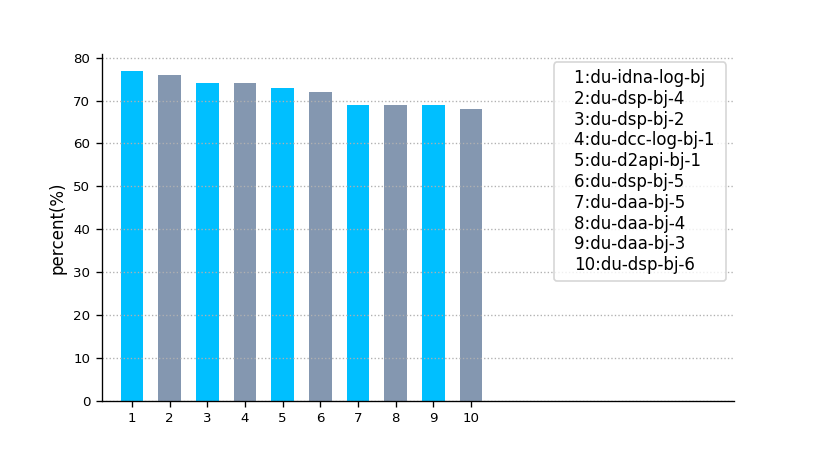 percent(%)
80
70
60
50
40
30
20
10
0
1 2 3 4 5 6 7 8 9 10
1:du-idna-log-bj
2:du-dsp-bj-4
3:du-dsp-bj-2
4:du-dcc-log-bj-1
5:du-d2api-bj-1
6:du-dsp-bj-5
7:du-daa-bj-5
8:du-daa-bj-4
9:du-daa-bj-3
10:du-dsp-bj-6